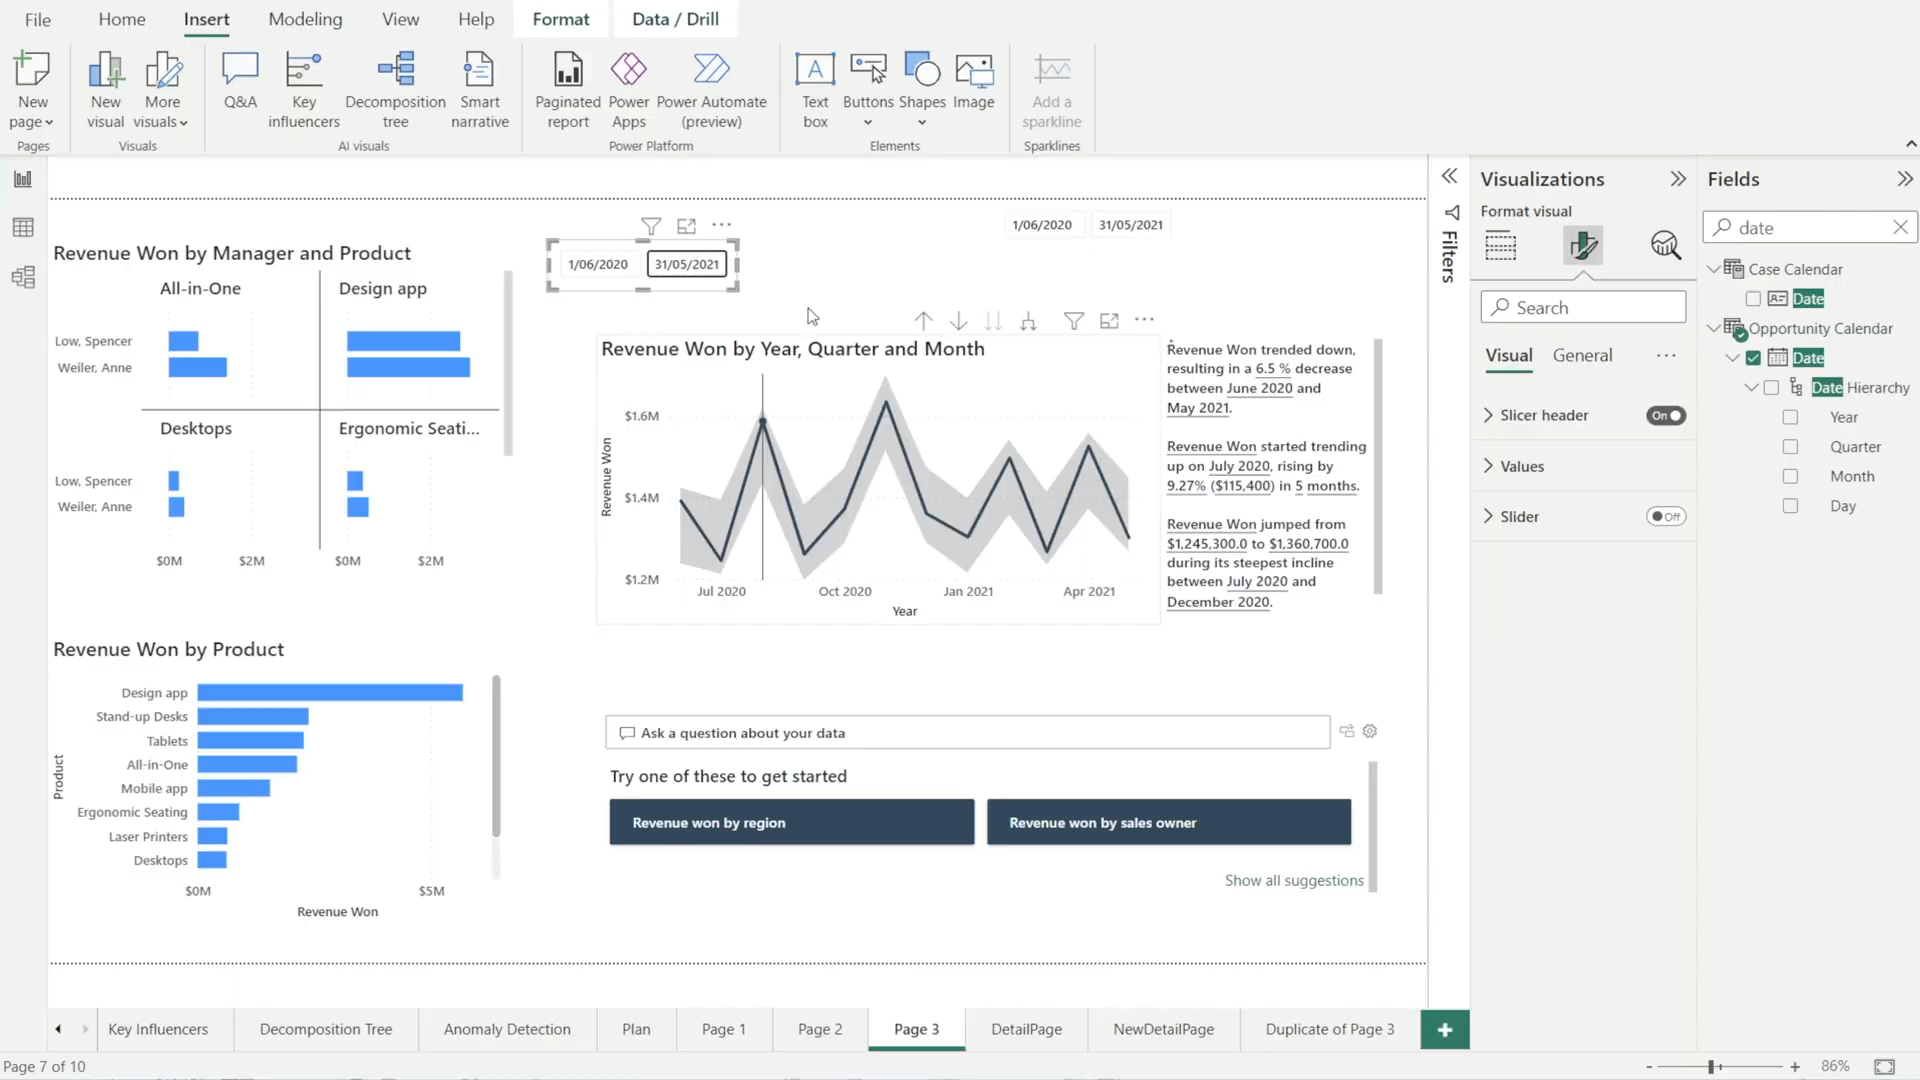 File Home Insert Modeling View Help Format Data / Drill
New page
New visual
More visuals
Q&A
Key influencers
Decomposition tree
Smart narrative
Paginated report
Power Apps
Power Automate (preview)
Text box
Buttons
Shapes
Image
Add a sparkline
Pages Visuals AI visuals Power Platform Elements Sparklines
Revenue Won by Manager and Product
All-in-One Design app
Low, Spencer
Weiler, Anne
Desktops Ergonomic Seati...
Low, Spencer
Weiler, Anne
$0M $2M $0M $2M
Revenue Won by Product
Product
Design app
Stand-up Desks
Tablets
All-in-One
Mobile app
Ergonomic Seating
Laser Printers
Desktops
$0M $5M
Revenue Won
1/06/2020 31/05/2021
1/06/2020 31/05/2021
Revenue Won by Year, Quarter and Month
Revenue Won
$1.6M
$1.4M
$1.2M
Jul 2020 Oct 2020 Jan 2021 Apr 2021
Year
Revenue Won trended down,
resulting in a 6.5 % decrease
between June 2020 and
May 2021.
Revenue Won started trending
up on July 2020, rising by
9.27% ($115,400) in 5 months.
Revenue Won jumped from
$1,245,300.0 to $1,360,700.0
during its steepest incline
between July 2020 and
December 2020.
Ask a question about your data
Try one of these to get started
Revenue won by region Revenue won by sales owner
Show all suggestions
Filters
Visualizations
Format visual
Search
Visual General ...
Slicer header On
Values
Slider Off
Fields
date
Case Calendar
Date
Opportunity Calendar
Date
Date Hierarchy
Year
Quarter
Month
Day
Key Influencers Decomposition Tree Anomaly Detection Plan Page 1 Page 2 Page 3 DetailPage NewDetailPage Duplicate of Page 3 +
Page 7 of 10 - + 86%